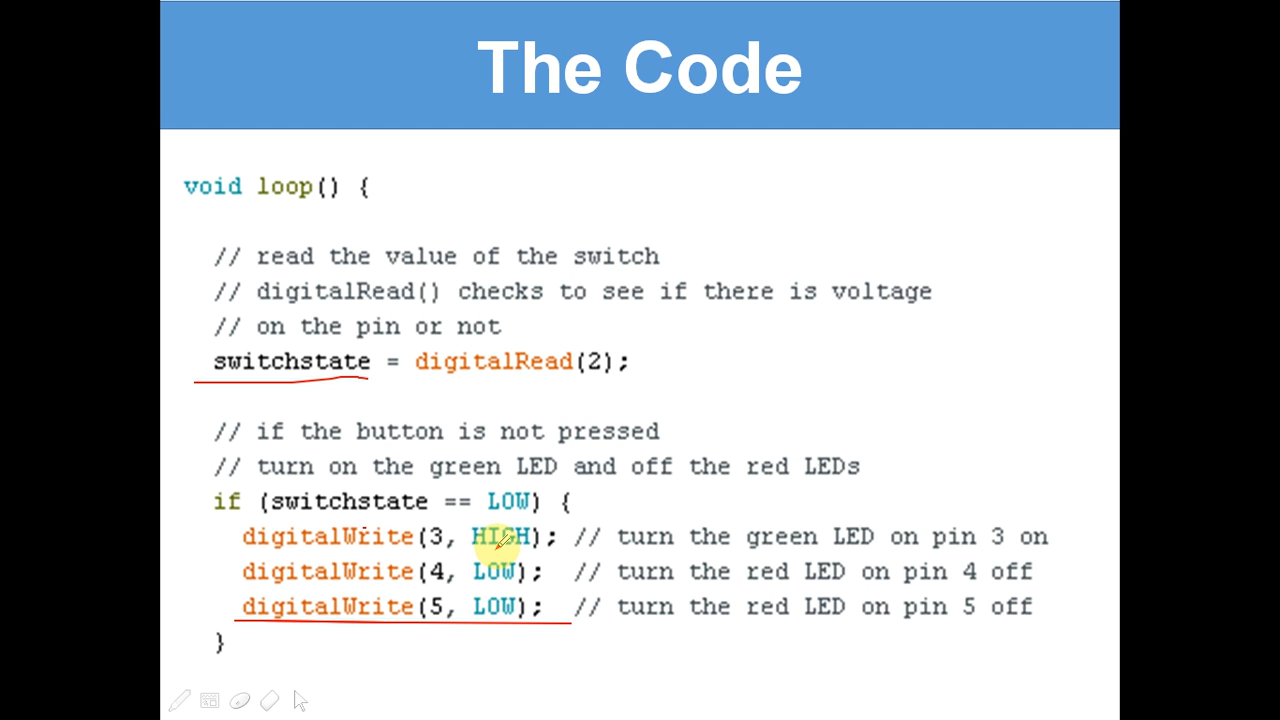 The Code
void loop() {
// read the value of the switch
// digitalRead() checks to see if there is voltage
// on the pin or not
switchstate = digitalRead(2);
// if the button is not pressed
// turn on the green LED and off the red LEDs
if (switchstate == LOW) {
digitalWrite(3, HIGH); // turn the green LED on pin 3 on
digitalWrite(4, LOW); // turn the red LED on pin 4 off
digitalWrite(5, LOW); // turn the red LED on pin 5 off
}